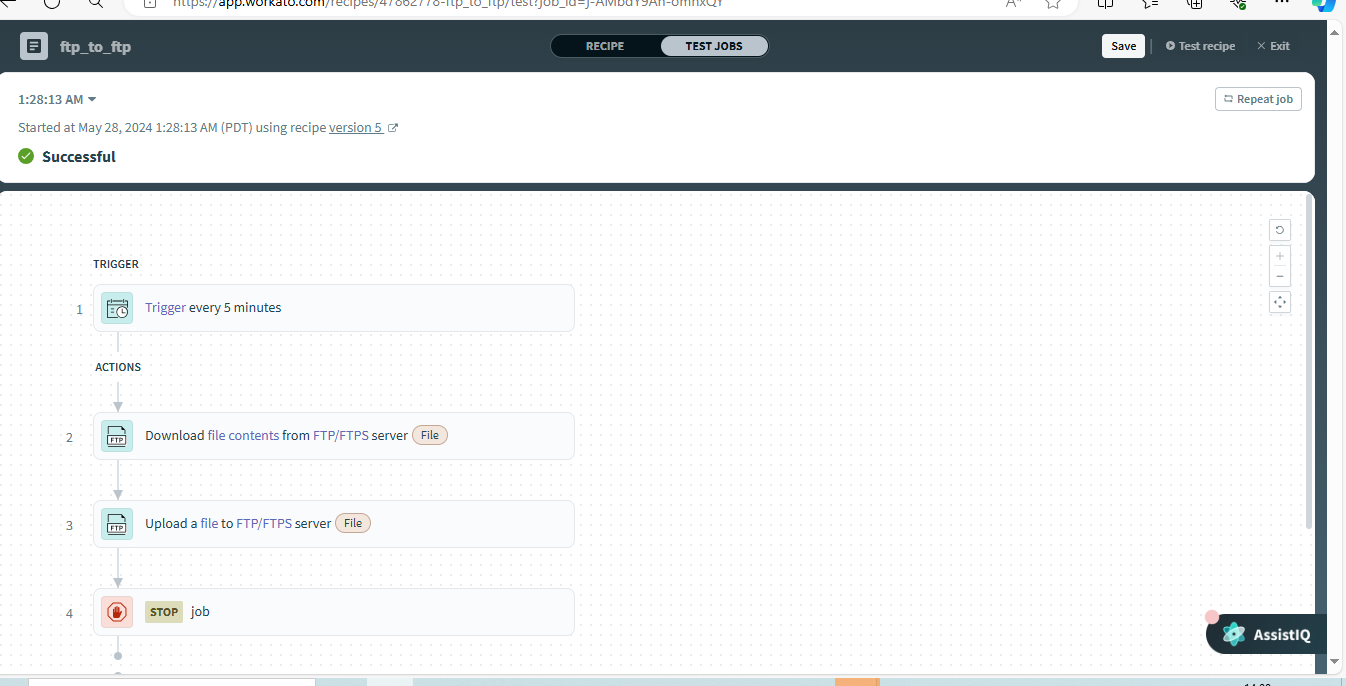 https://app.workato.com/recipes/47862778-ftp_to_ftp/test?job_id=j-AMbdY9Ah-omnxQY
ftp_to_ftp
RECIPE
TEST JOBS
Save
Test recipe
Exit
1:28:13 AM
Repeat job
Started at May 28, 2024 1:28:13 AM (PDT) using recipe version 5
Successful
TRIGGER
1
Trigger every 5 minutes
ACTIONS
2
FTP
Download file contents from FTP/FTPS server File
3
FTP
Upload a file to FTP/FTPS server File
4
STOP job
AssistIQ